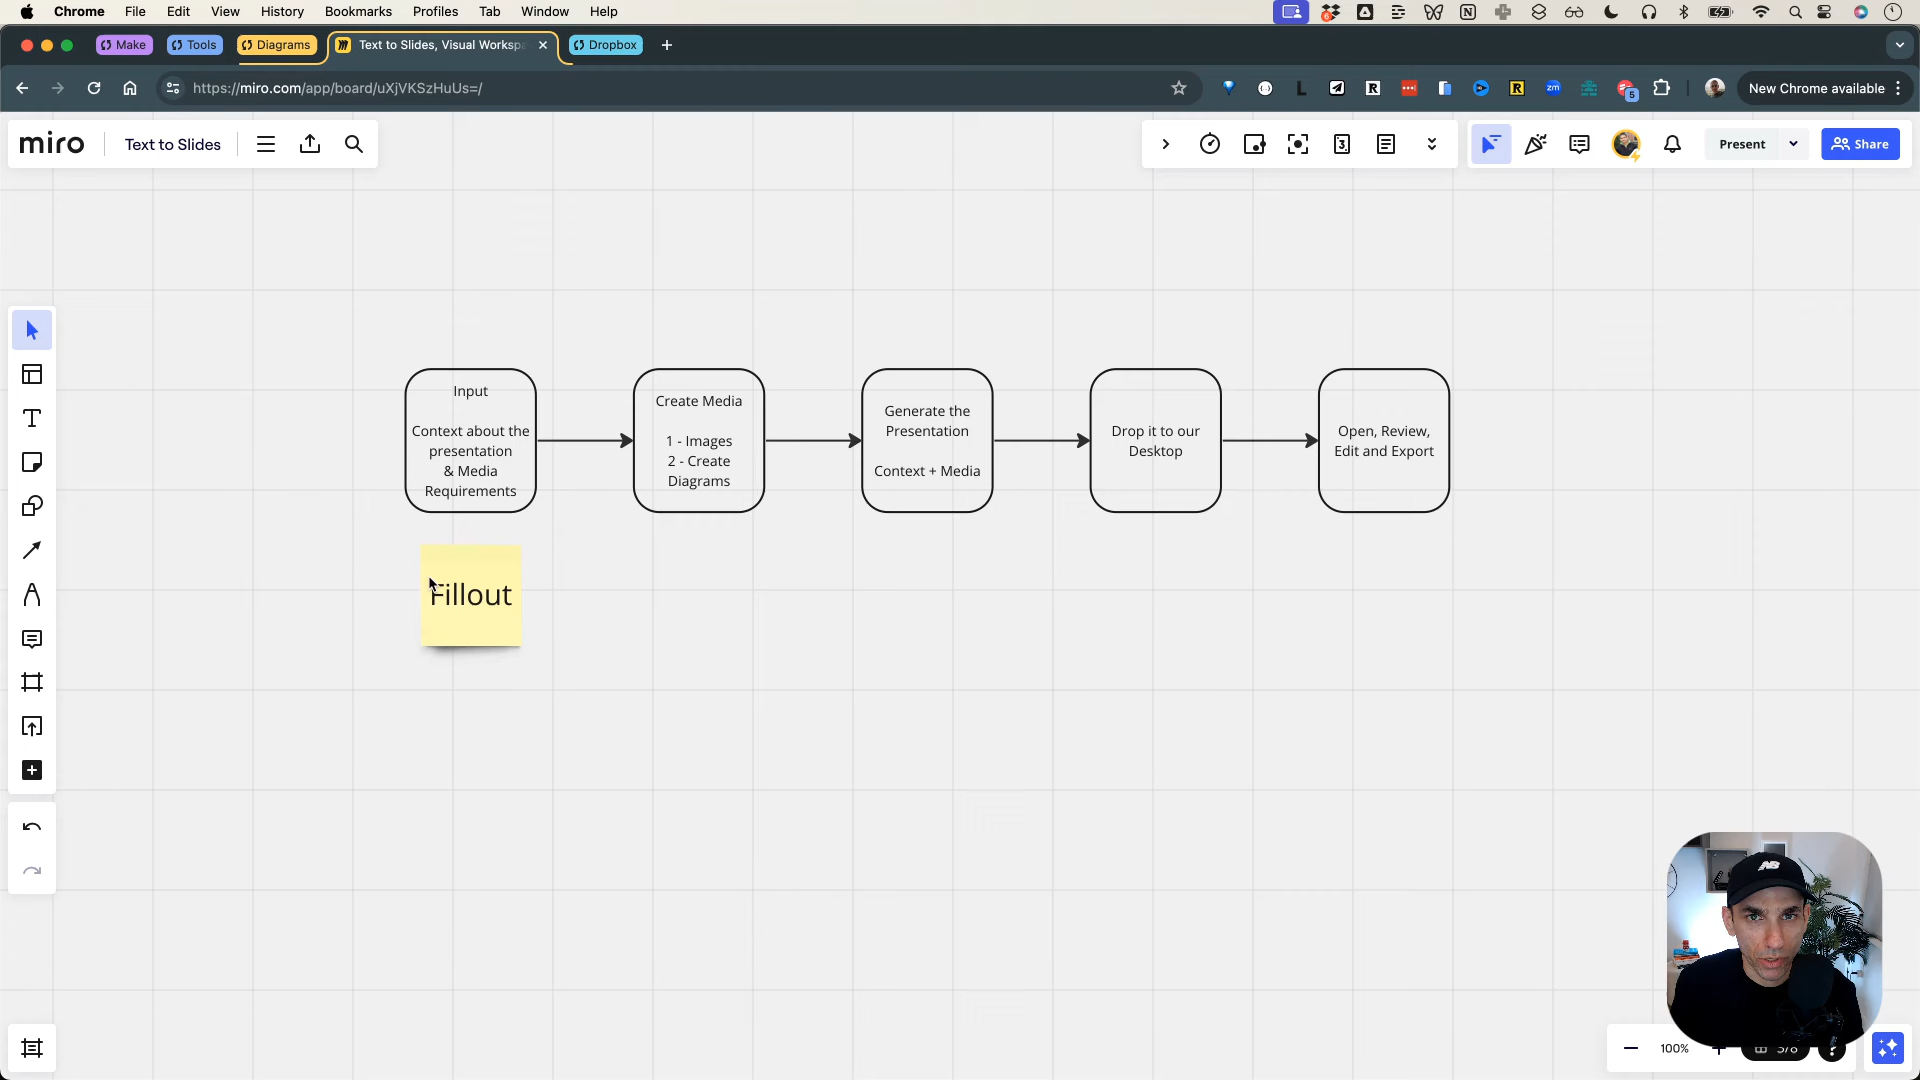 Chrome File Edit View History Bookmarks Profiles Tab Window Help
Make Tools Diagrams Text to Slides, Visual Workspa Dropbox
https://miro.com/app/board/uXjVKSzHuUs=/
New Chrome available
miro Text to Slides
Present Share
Input
Context about the
presentation
& Media
Requirements
Create Media
1 - Images
2 - Create
Diagrams
Generate the
Presentation
Context + Media
Drop it to our
Desktop
Open, Review,
Edit and Export
Fillout
100%